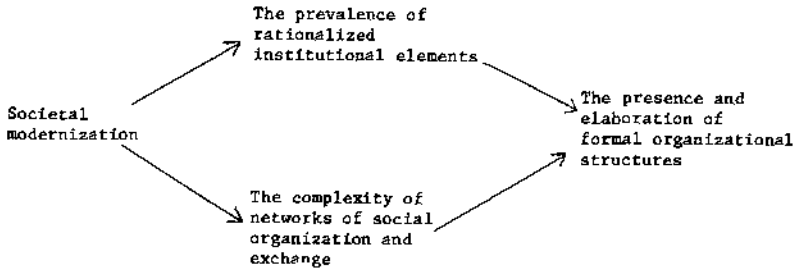 The prevalence of
rationalized
institutional elements
Societal
modernization
The presence and
elaboration of
formal organizational
structures
The complexity of
networks of social
organization and
exchange